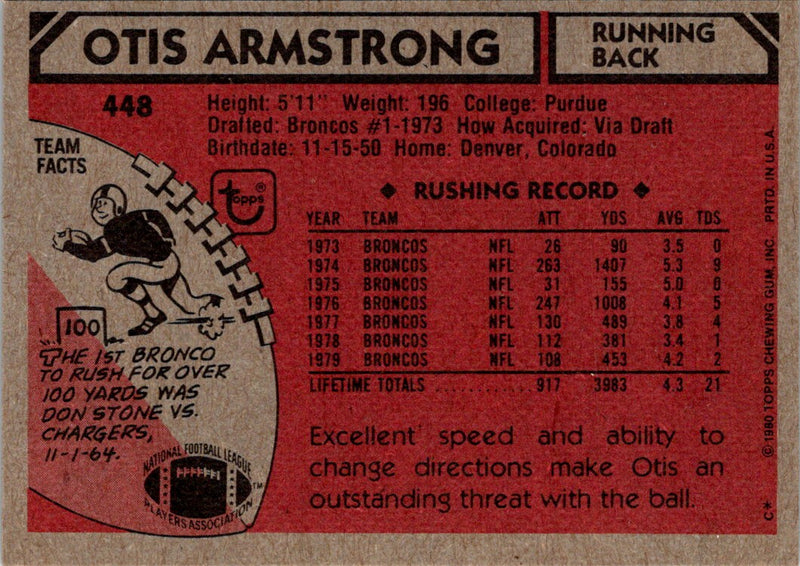 OTIS ARMSTRONG
RUNNING
BACK
448
Height: 5'11" Weight: 196 College: Purdue
Drafted: Broncos #1-1973 How Acquired: Via Draft
Birthdate: 11-15-50 Home: Denver, Colorado
TEAM
FACTS
topps®
◆ RUSHING RECORD ◆
YEAR TEAM ATT YDS AVG TDS
1973 BRONCOS NFL 26 90 3.5 0
1974 BRONCOS NFL 263 1407 5.3 9
1975 BRONCOS NFL 31 155 5.0 0
1976 BRONCOS NFL 247 1008 4.1 5
1977 BRONCOS NFL 130 489 3.8 4
1978 BRONCOS NFL 112 381 3.4 1
1979 BRONCOS NFL 108 453 4.2 2
LIFETIME TOTALS .......... 917 3983 4.3 21
100
THE 1ST BRONCO
TO RUSH FOR OVER
100 YARDS WAS
DON STONE VS.
CHARGERS,
11-1-64.
NATIONAL FOOTBALL LEAGUE
PLAYERS ASSOCIATION
TM
Excellent speed and ability to
change directions make Otis an
outstanding threat with the ball.
C* © 1980 TOPPS CHEWING GUM, INC. PRTD. IN U.S.A.